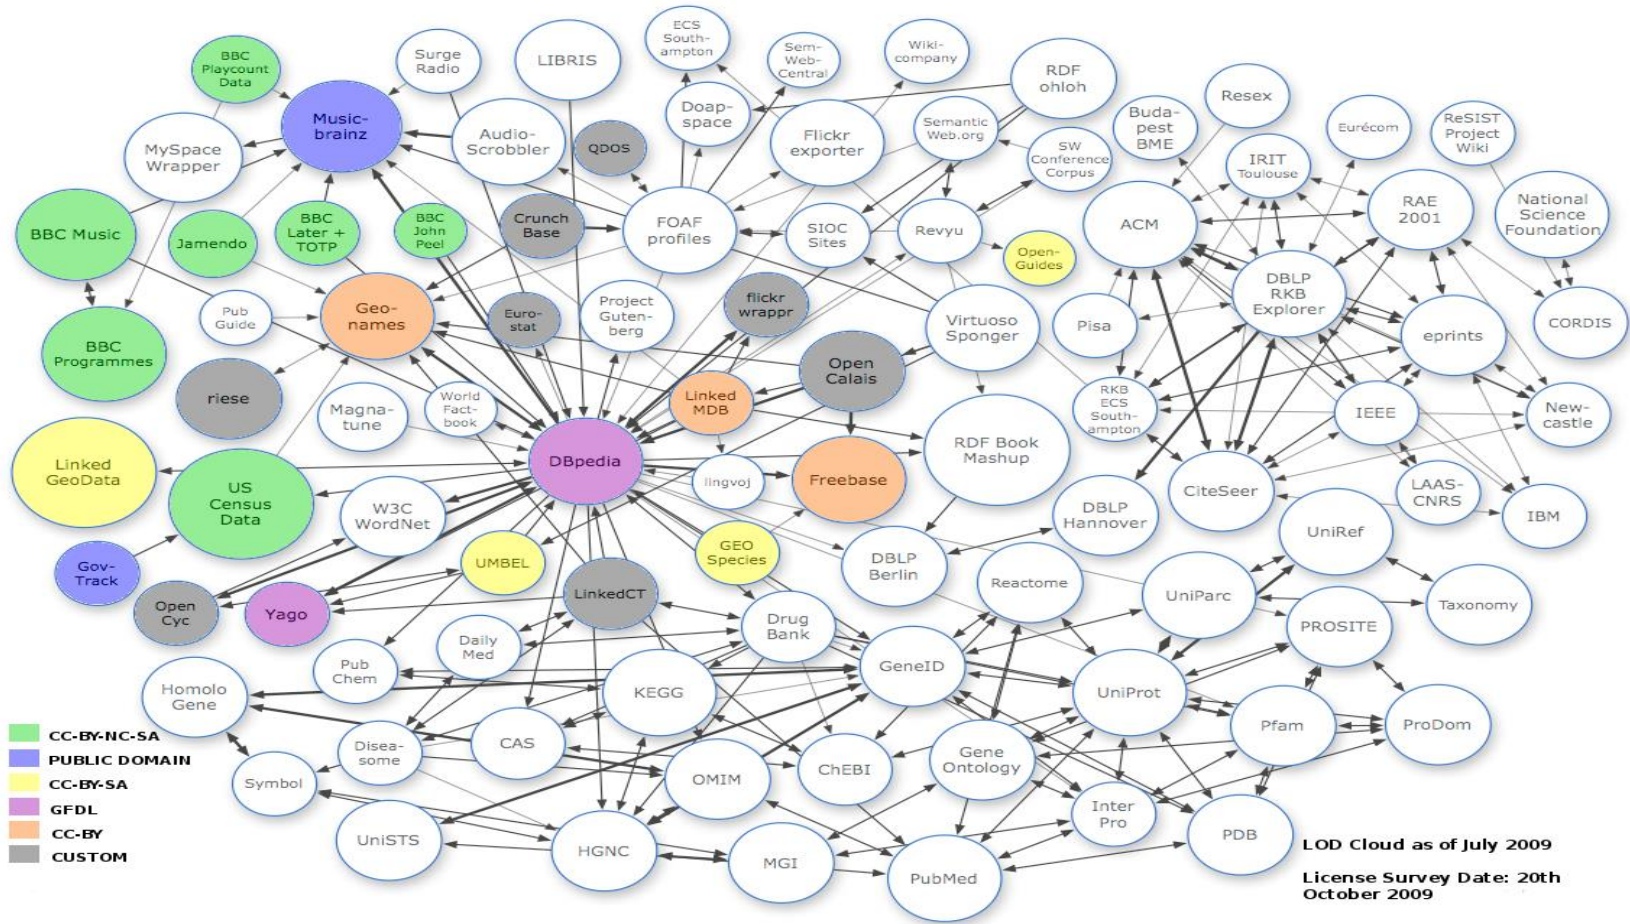 BBC
Playcount
Data
Surge
Radio
LIBRIS
ECS
South-
ampton
Sem-
Web-
Central
Wiki-
company
RDF
ohloh
Music-
brainz
MySpace
Wrapper
Audio-
Scrobbler
QDOS
Doap-
space
Flickr
exporter
Semantic
Web.org
SW
Conference
Corpus
Buda-
pest
BME
Resex
IRIT
Toulouse
Eurécom
ReSIST
Project
Wiki
BBC Music
Jamendo
BBC
Later +
TOTP
BBC
John
Peel
Crunch
Base
FOAF
profiles
SIOC
Sites
Revyu
Open-
Guides
ACM
RAE
2001
National
Science
Foundation
DBLP
RKB
Explorer
Pub
Guide
Geo-
names
Euro-
stat
Project
Guten-
berg
flickr
wrappr
Virtuoso
Sponger
Pisa
eprints
CORDIS
BBC
Programmes
riese
Magna-
tune
World
Fact-
book
Linked
MDB
Open
Calais
RKB
ECS
South-
ampton
IEEE
New-
castle
Linked
GeoData
US
Census
Data
W3C
WordNet
DBpedia
lingvoj
Freebase
RDF Book
Mashup
DBLP
Hannover
CiteSeer
LAAS-
CNRS
IBM
Gov-
Track
Open
Cyc
Yago
UMBEL
LinkedCT
GEO
Species
DBLP
Berlin
Reactome
UniParc
UniRef
Taxonomy
PROSITE
Daily
Med
Drug
Bank
Pub
Chem
Homolo
Gene
KEGG
GeneID
UniProt
Pfam
ProDom
Symbol
Disea-
some
CAS
OMIM
ChEBI
Gene
Ontology
Inter
Pro
PDB
UniSTS
HGNC
MGI
PubMed
CC-BY-NC-SA
PUBLIC DOMAIN
CC-BY-SA
GFDL
CC-BY
CUSTOM
LOD Cloud as of July 2009
License Survey Date: 20th
October 2009